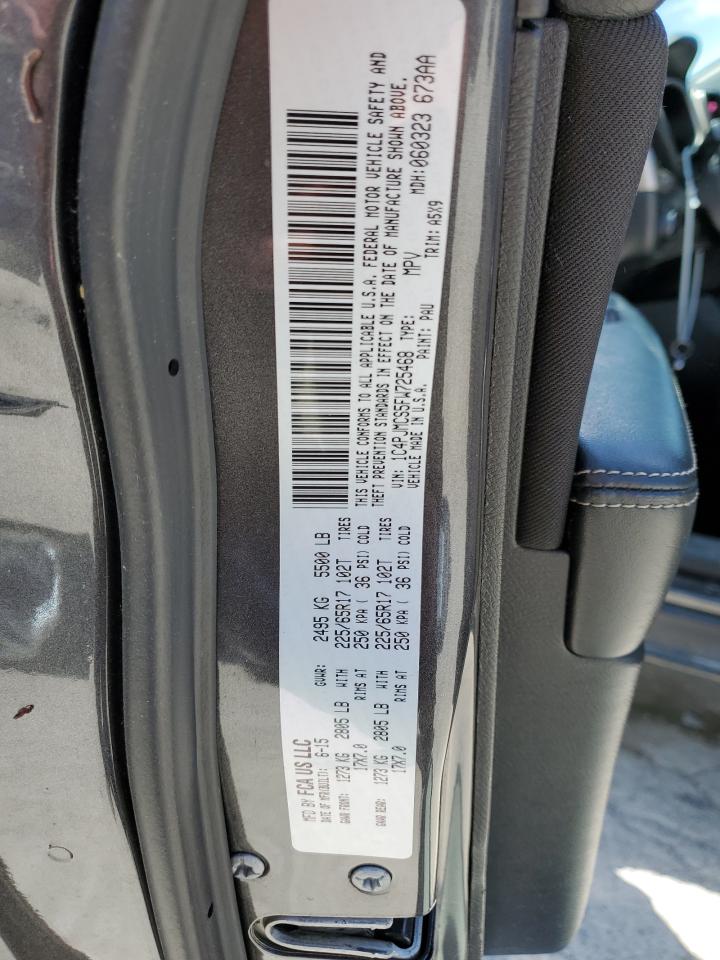 MFD BY FCA US LLC
DATE OF MFR(BUILT): 6-15 GVWR: 2495 KG 5500 LB
GAWR FRONT: 1273 KG 2805 LB WITH 225/65R17 102T TIRES
17X7.0 RIMS AT 250 KPA ( 36 PSI) COLD
GAWR REAR: 1273 KG 2805 LB WITH 225/65R17 102T TIRES
17X7.0 RIMS AT 250 KPA ( 36 PSI) COLD
THIS VEHICLE CONFORMS TO ALL APPLICABLE U.S.A. FEDERAL MOTOR VEHICLE SAFETY AND
THEFT PREVENTION STANDARDS IN EFFECT ON THE DATE OF MANUFACTURE SHOWN ABOVE.
VIN: 1C4PJMCS5FW725468 TYPE: MPV MDH: 060323 673AA
VEHICLE MADE IN U.S.A. PAINT: PAU TRIM: A5X9